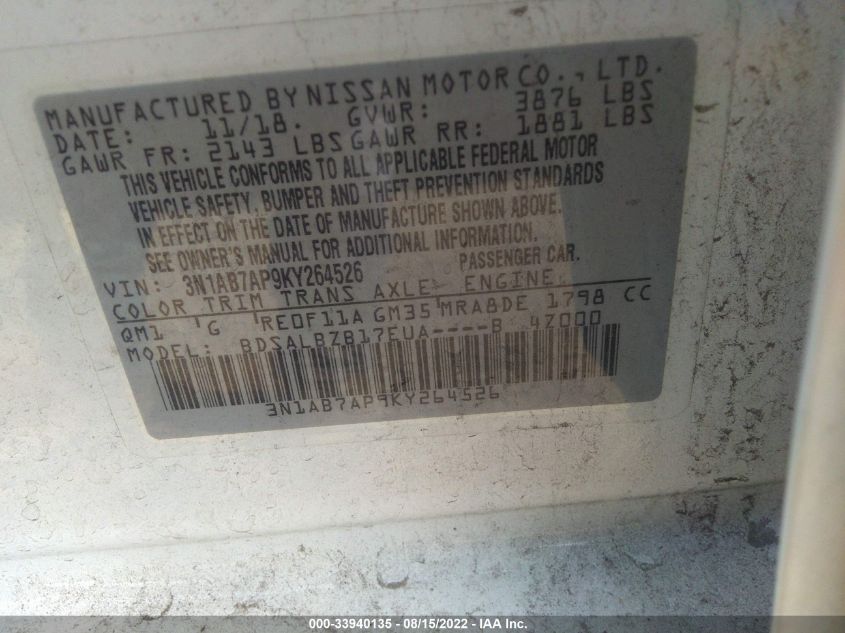 MANUFACTURED BY NISSAN MOTOR CO., LTD.
DATE: 11/18. GVWR: 3876 LBS
GAWR FR: 2143 LBS GAWR RR: 1881 LBS
THIS VEHICLE CONFORMS TO ALL APPLICABLE FEDERAL MOTOR
VEHICLE SAFETY, BUMPER AND THEFT PREVENTION STANDARDS
IN EFFECT ON THE DATE OF MANUFACTURE SHOWN ABOVE.
SEE OWNER'S MANUAL FOR ADDITIONAL INFORMATION.
VIN: 3N1AB7AP9KY264526 PASSENGER CAR.
COLOR TRIM TRANS AXLE ENGINE
QM1 G RE0F11A GM35 MRA8DE 1798 CC
MODEL: BDSALBZB17EUA----B 4Z000
3N1AB7AP9KY264526
000-33940135 - 08/15/2022 - IAA Inc.